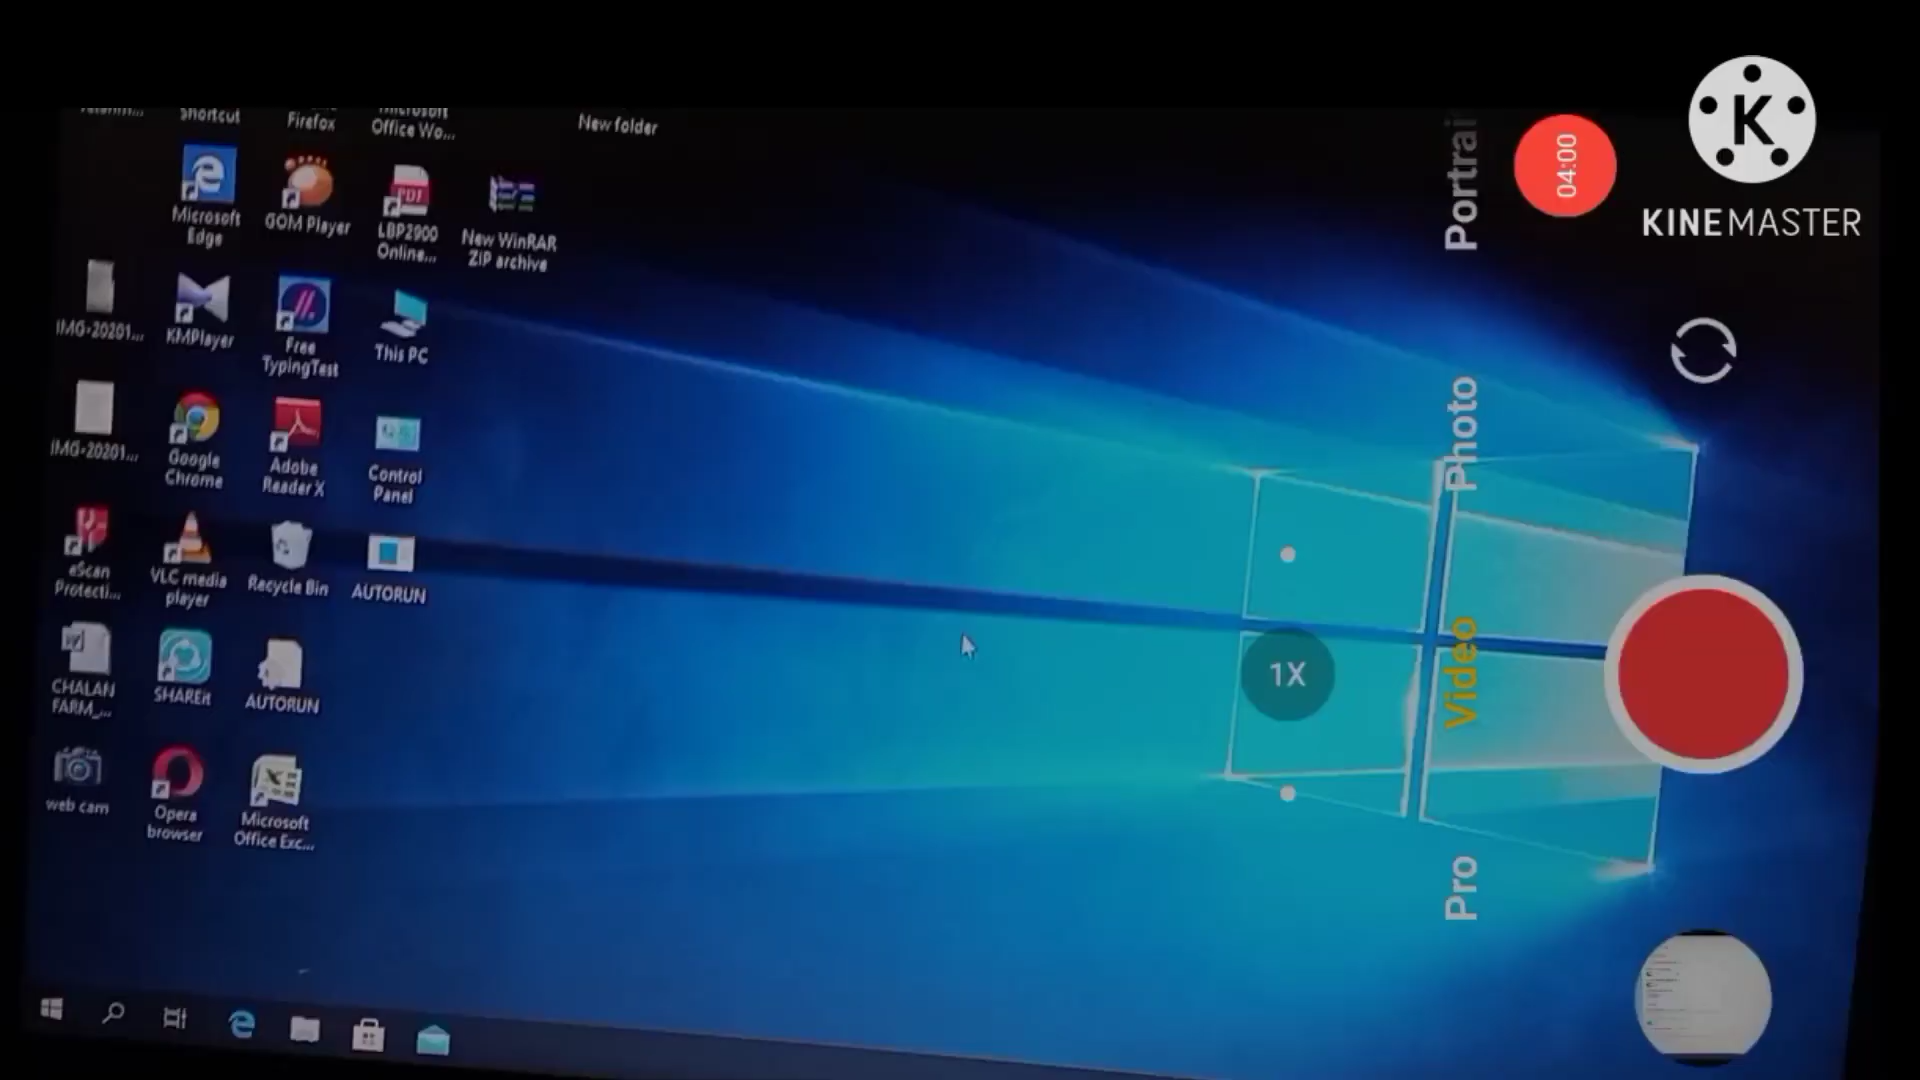 Shortcut
Firefox
Microsoft
Office Wo...
New folder
Microsoft
Edge
GOM Player
PDF
LBP2900
Online...
New WinRAR
ZIP archive
IMG-20201...
KMPlayer
Free
TypingTest
This PC
IMG-20201...
Google
Chrome
Adobe
Reader X
Control
Panel
eScan
Protecti...
VLC media
player
Recycle Bin
AUTORUN
CHALAN
FARM_...
SHAREit
AUTORUN
web cam
Opera
browser
Microsoft
Office Exc...
Portrai
Photo
Video
Pro
1X
04:00
K
KINEMASTER